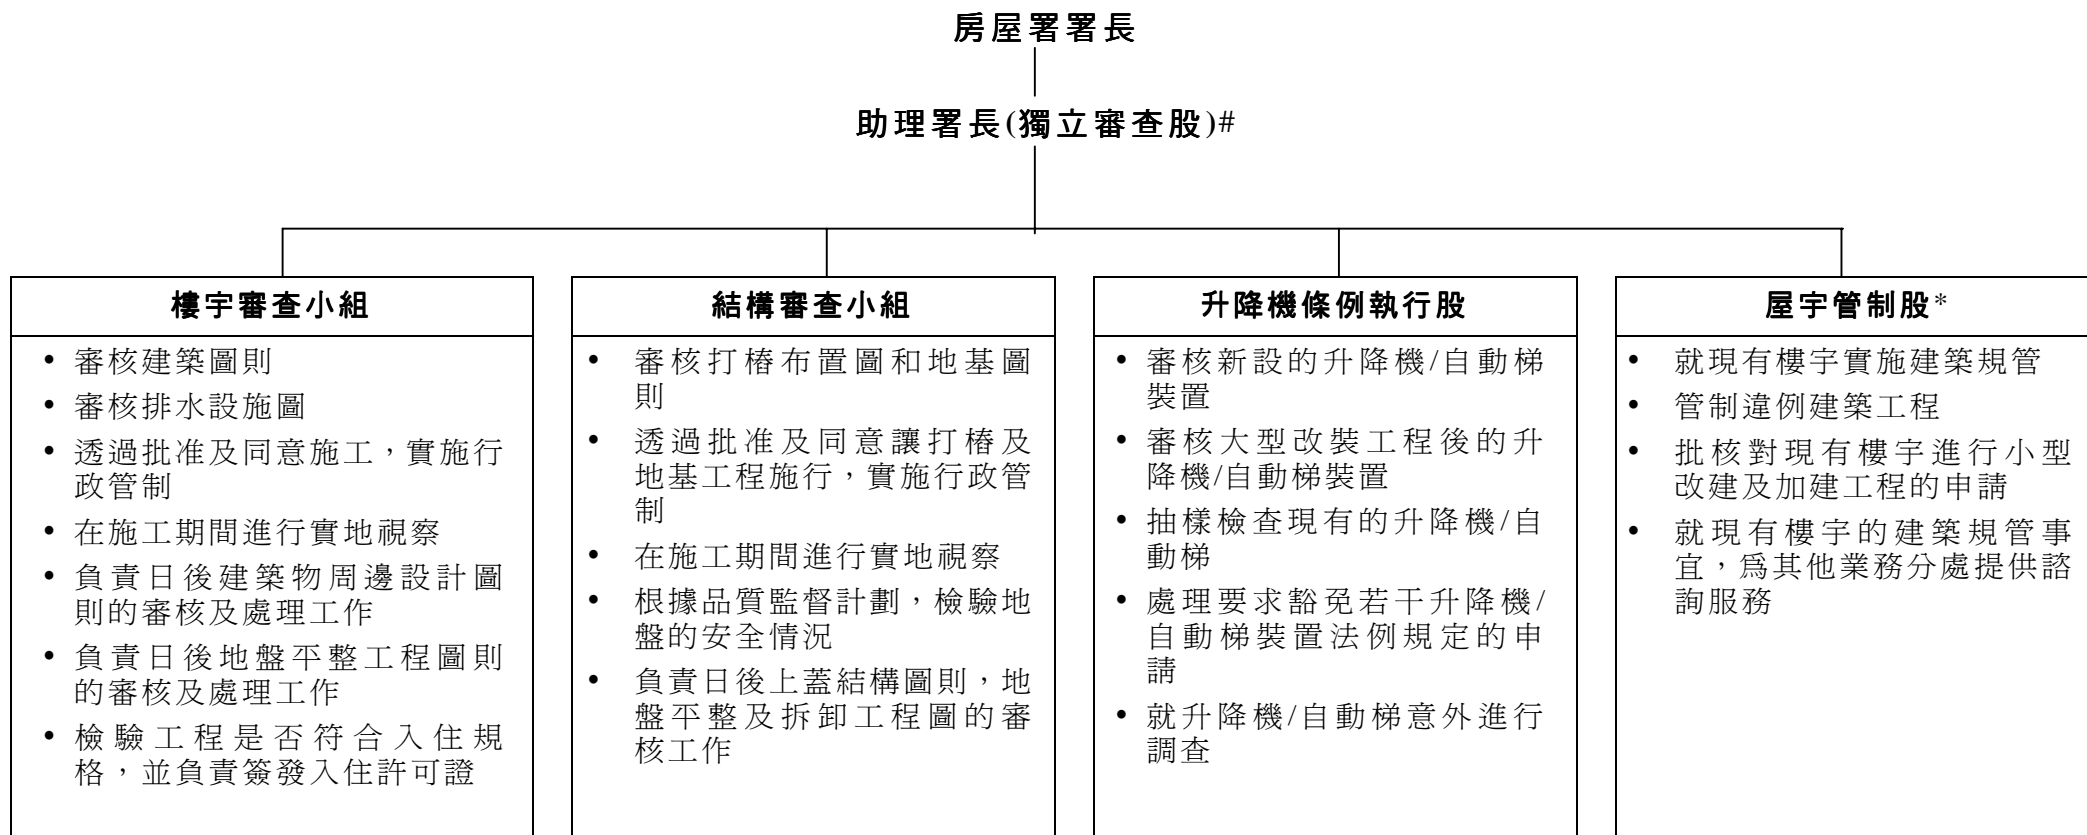 房屋署署長
助理署長(獨立審查股)#
樓宇審查小組
• 審核建築圖則
• 審核排水設施圖
• 透過批准及同意施工，實施行
政管制
• 在施工期間進行實地視察
• 負責日後建築物周邊設計圖
則的審核及處理工作
• 負責日後地盤平整工程圖則
的審核及處理工作
• 檢驗工程是否符合入住規
格，並負責簽發入住許可證
結構審查小組
• 審核打樁布置圖和地基圖
則
• 透過批准及同意讓打樁及
地基工程施行，實施行政管
制
• 在施工期間進行實地視察
• 根據品質監督計劃，檢驗地
盤的安全情況
• 負責日後上蓋結構圖則，地
盤平整及拆卸工程圖的審
核工作
升降機條例執行股
• 審核新設的升降機/自動梯
裝置
• 審核大型改裝工程後的升
降機/自動梯裝置
• 抽樣檢查現有的升降機/自
動梯
• 處理要求豁免若干升降機/
自動梯裝置法例規定的申
請
• 就升降機/自動梯意外進行
調查
屋宇管制股*
• 就現有樓宇實施建築規管
• 管制違例建築工程
• 批核對現有樓宇進行小型
改建及加建工程的申請
• 就現有樓宇的建築規管事
宜，爲其他業務分處提供諮
詢服務